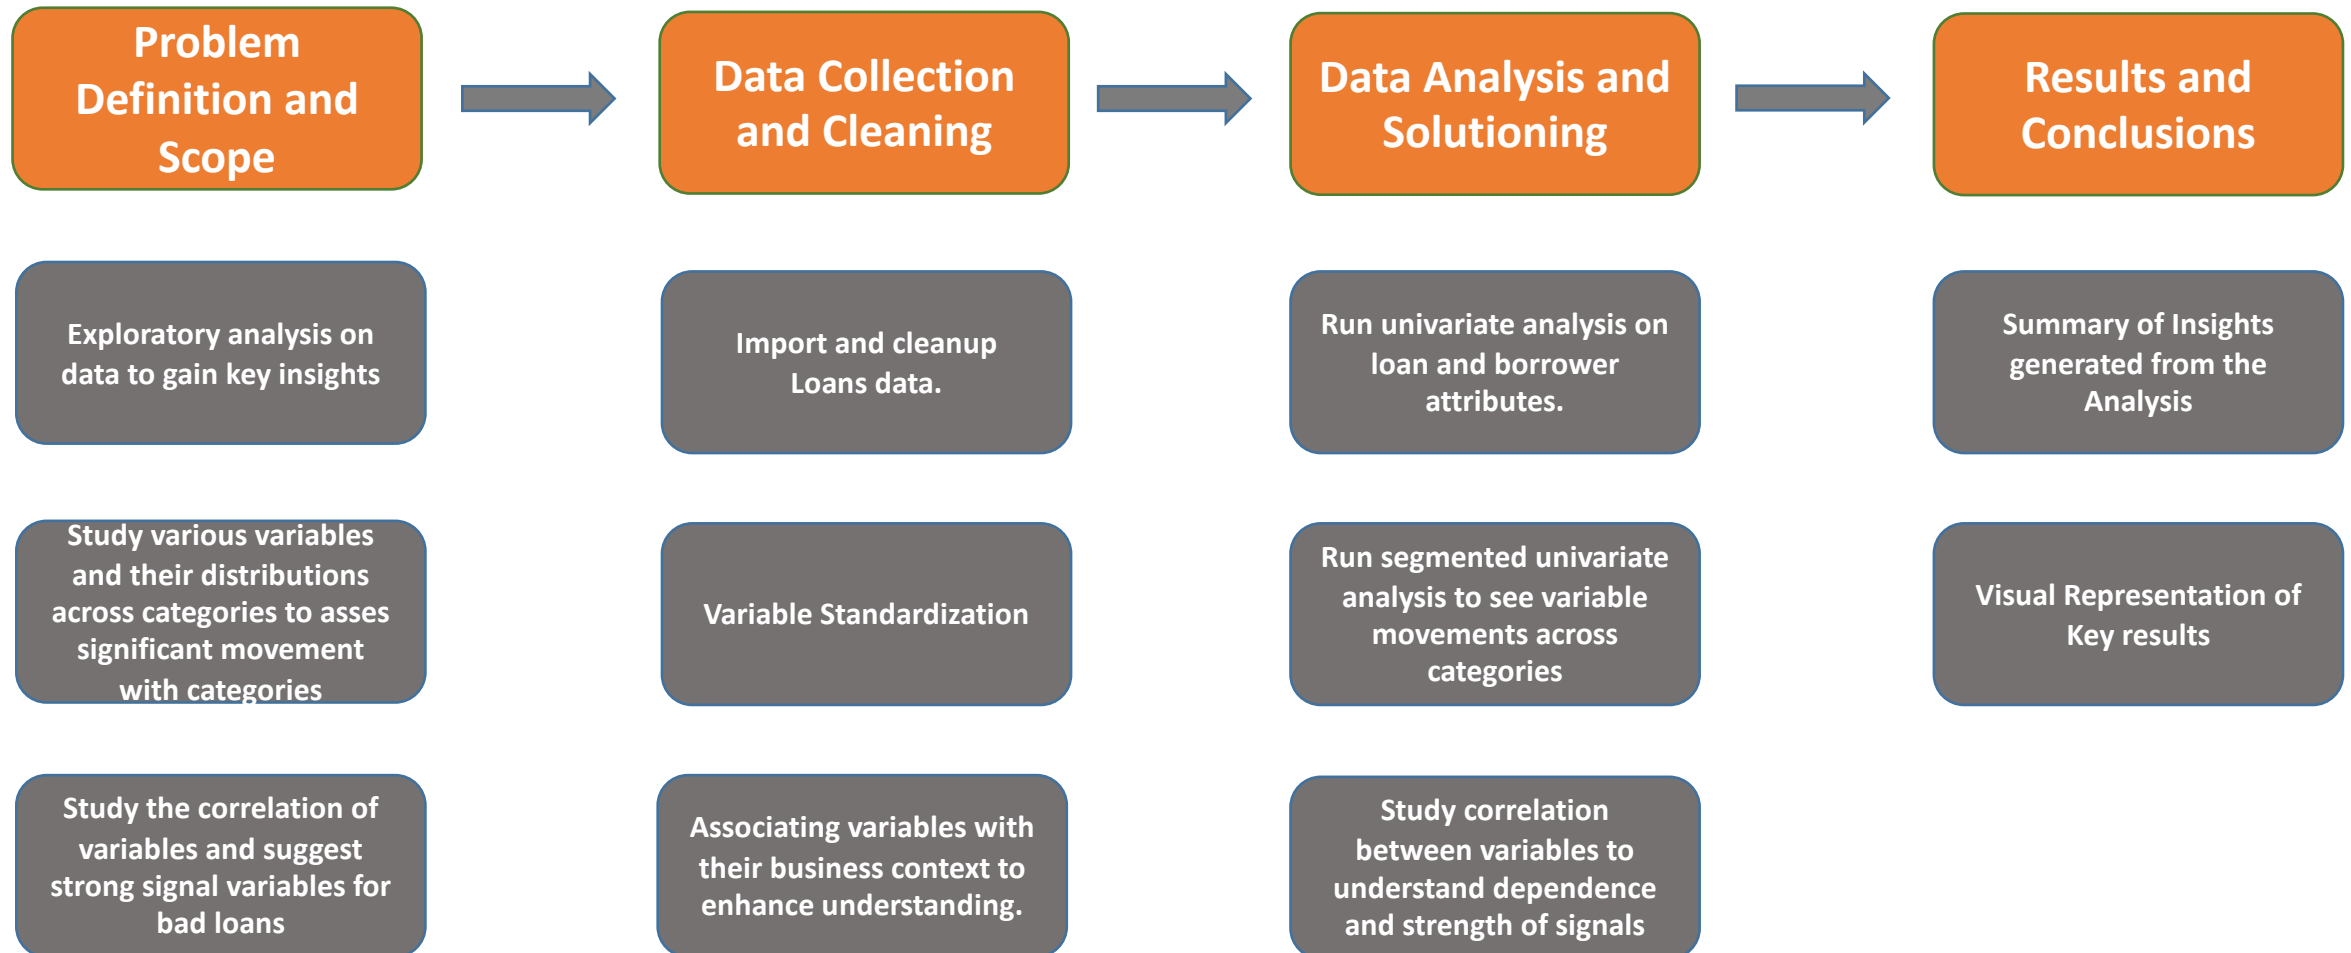 Problem
Definition and
Scope
Data Collection
and Cleaning
Data Analysis and
Solutioning
Results and
Conclusions
Exploratory analysis on
data to gain key insights
Import and cleanup
Loans data.
Run univariate analysis on
loan and borrower
attributes.
Summary of Insights
generated from the
Analysis
Study various variables
and their distributions
across categories to asses
significant movement
with categories
Variable Standardization
Run segmented univariate
analysis to see variable
movements across
categories
Visual Representation of
Key results
Study the correlation of
variables and suggest
strong signal variables for
bad loans
Associating variables with
their business context to
enhance understanding.
Study correlation
between variables to
understand dependence
and strength of signals